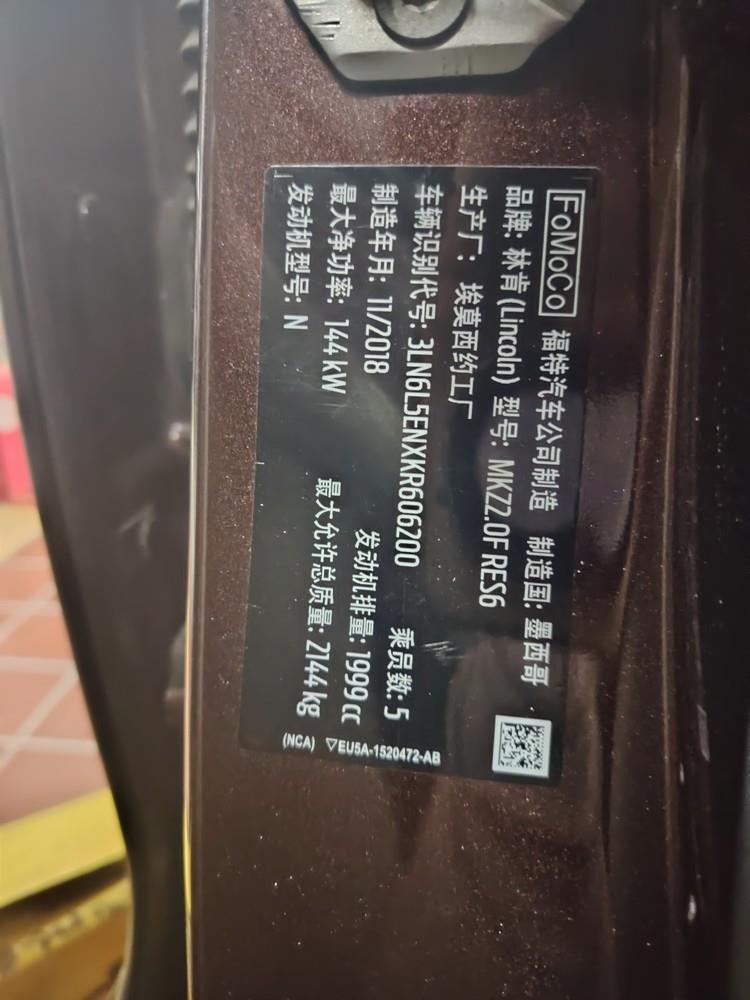 FoMoCo 福特汽车公司制造 制造国: 墨西哥
品牌: 林肯 (Lincoln) 型号: MKZ2.0F RES6
生产厂: 埃莫西约工厂
车辆识别代号: 3LN6L5ENXKR606200 乘员数: 5
制造年月: 11/2018 发动机排量: 1999 cc
最大净功率: 144 kW 最大允许总质量: 2144 kg
发动机型号: N
(NCA) ▽EU5A-1520472-AB